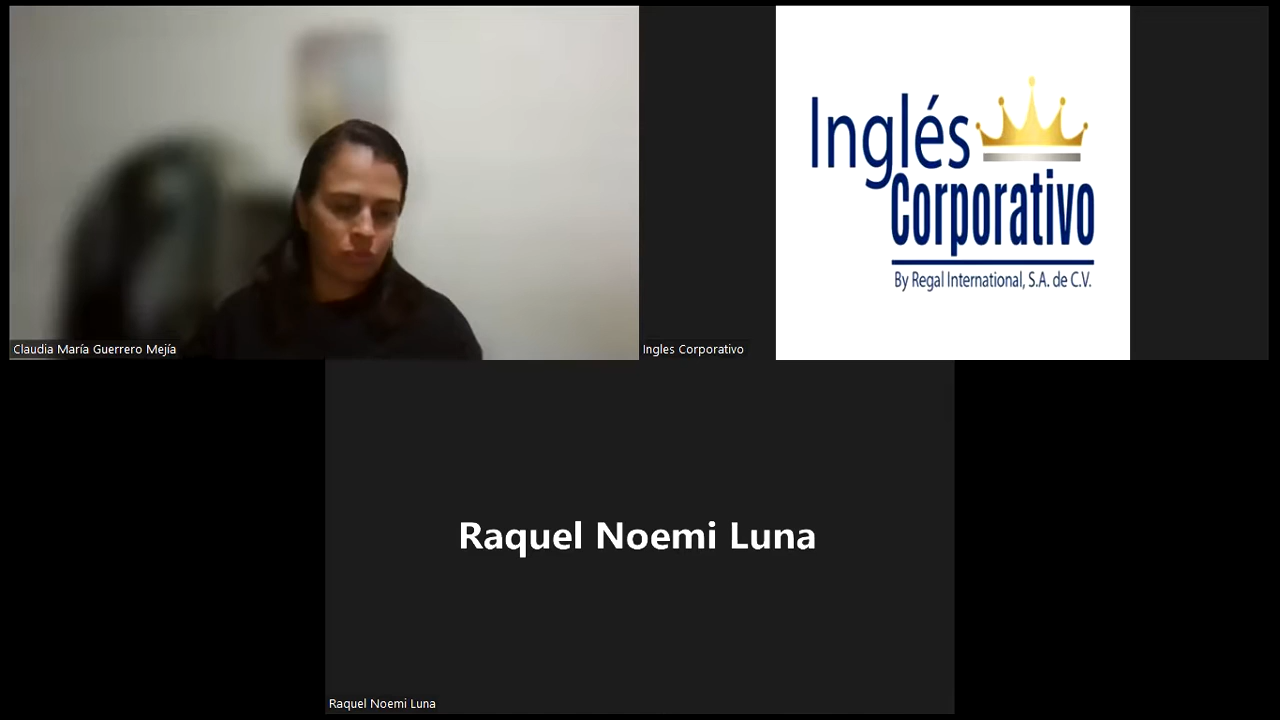 Inglés
Corporativo
By Regal International, S.A. de C.V.
Claudia María Guerrero Mejía
Ingles Corporativo
Raquel Noemi Luna
Raquel Noemi Luna